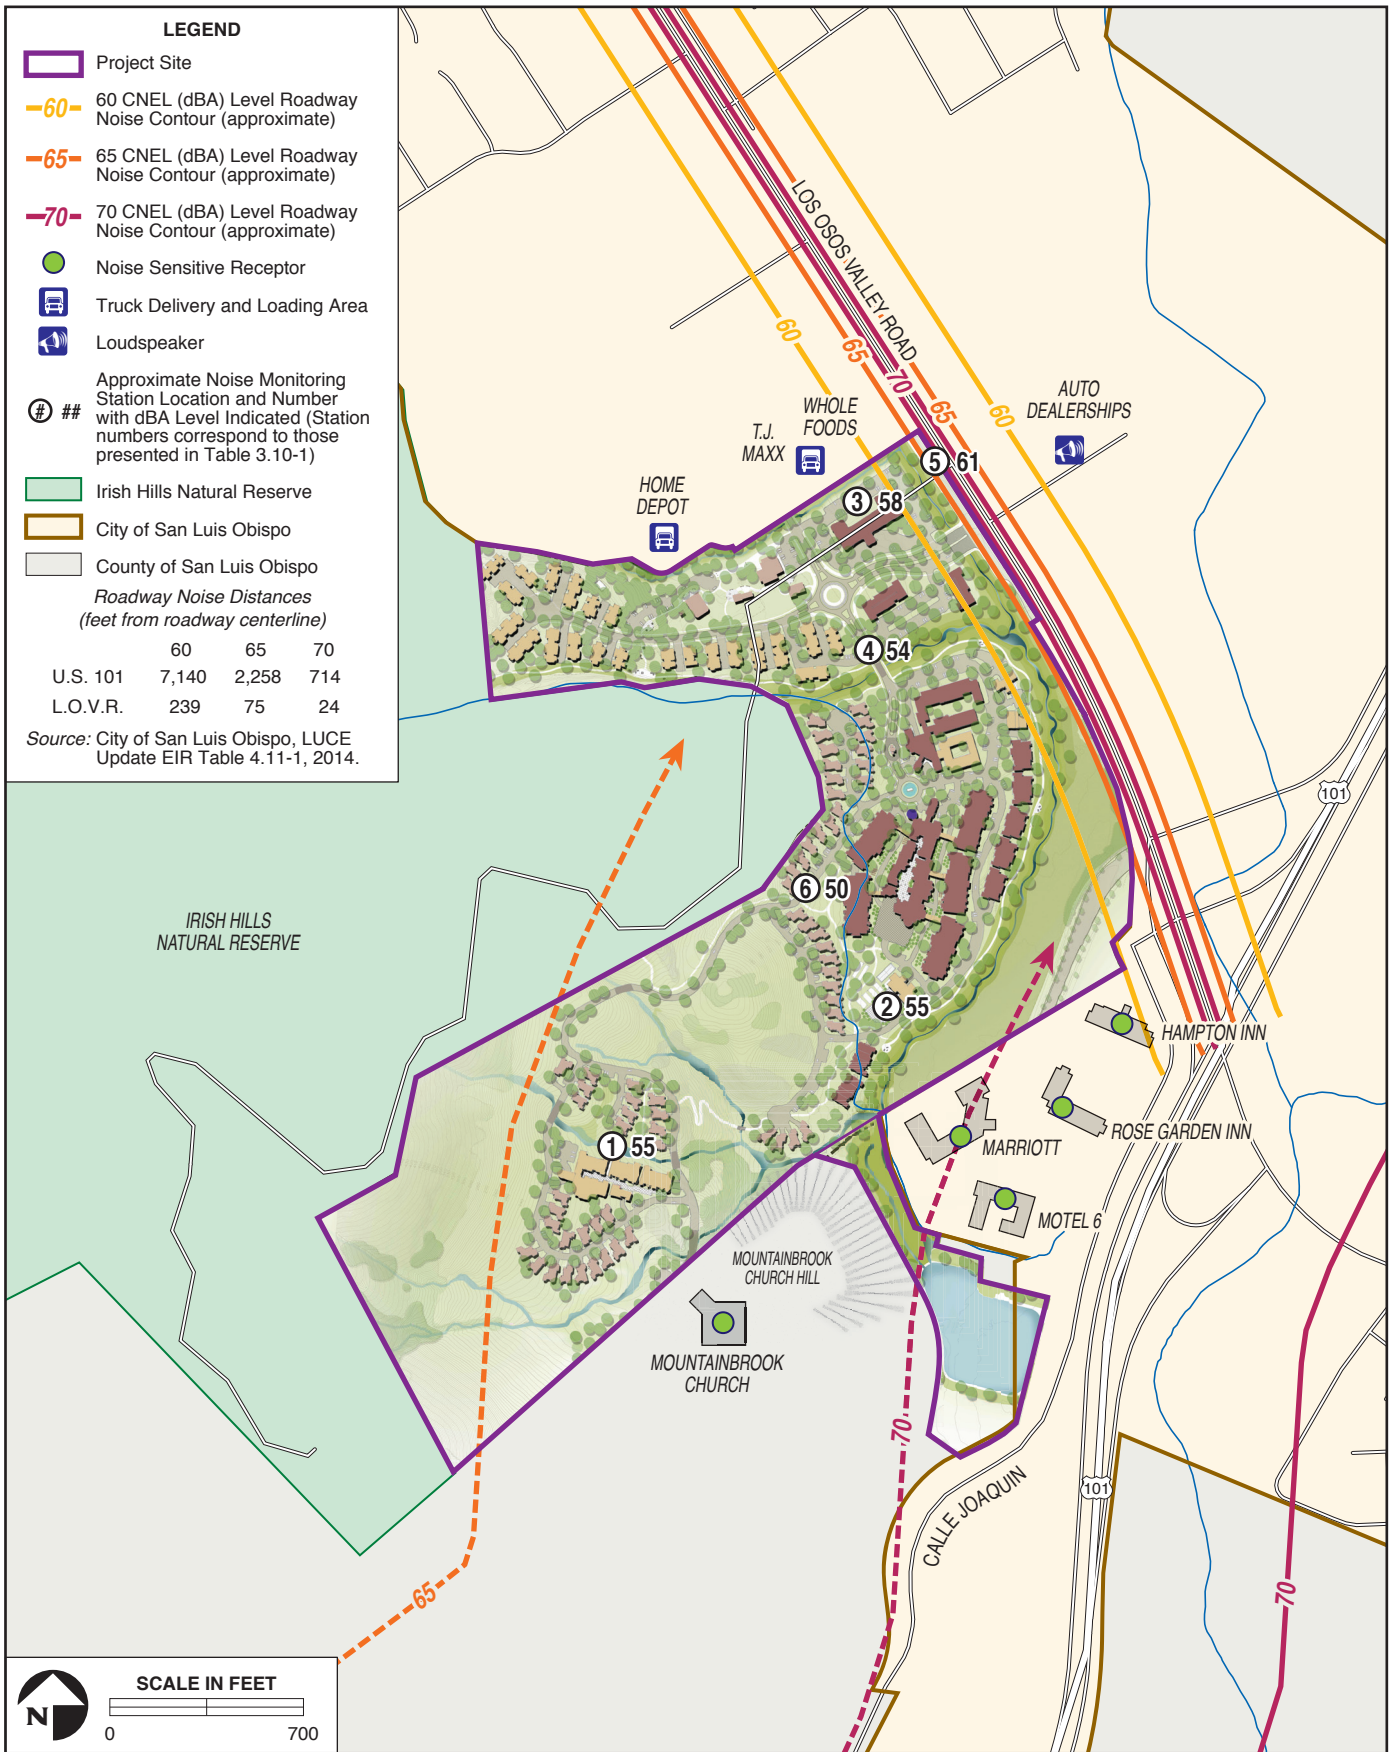 LEGEND
Project Site
60
60 CNEL (dBA) Level Roadway
Noise Contour (approximate)
65
65 CNEL (dBA) Level Roadway
Noise Contour (approximate)
70
70 CNEL (dBA) Level Roadway
Noise Contour (approximate)
Noise Sensitive Receptor
Truck Delivery and Loading Area
Loudspeaker
# ##
Approximate Noise Monitoring
Station Location and Number
with dBA Level Indicated (Station
numbers correspond to those
presented in Table 3.10-1)
Irish Hills Natural Reserve
City of San Luis Obispo
County of San Luis Obispo
Roadway Noise Distances
(feet from roadway centerline)
60 65 70
U.S. 101 7,140 2,258 714
L.O.V.R. 239 75 24
Source: City of San Luis Obispo, LUCE
Update EIR Table 4.11-1, 2014.
LOS OSOS VALLEY ROAD
60
65
70
65
60
AUTO
DEALERSHIPS
WHOLE
FOODS
T.J.
MAXX
HOME
DEPOT
5 61
3 58
4 54
101
6 50
IRISH HILLS
NATURAL RESERVE
2 55
HAMPTON INN
ROSE GARDEN INN
1 55
MARRIOTT
MOTEL 6
MOUNTAINBROOK
CHURCH HILL
MOUNTAINBROOK
CHURCH
70
CALLE JOAQUIN
101
70
65
SCALE IN FEET
N
0 700